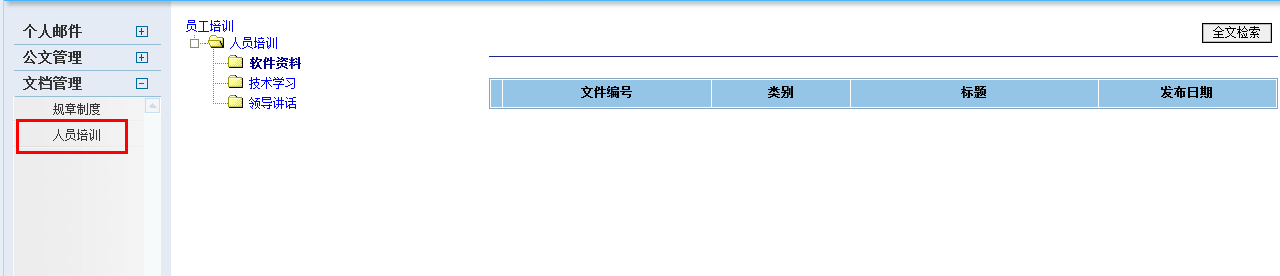 个人邮件
公文管理
文档管理
规章制度
人员培训
员工培训
人员培训
软件资料
技术学习
领导讲话
全文检索
文件编号 类别 标题 发布日期